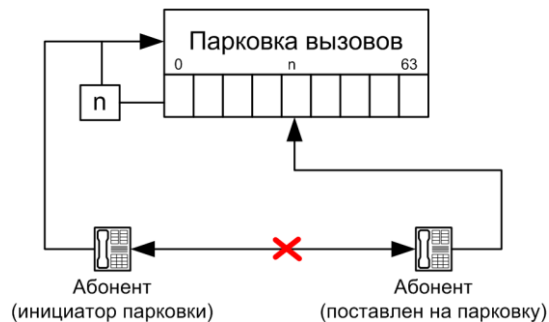 Парковка вызовов
0 n 63
n
Абонент
(инициатор парковки)
Абонент
(поставлен на парковку)